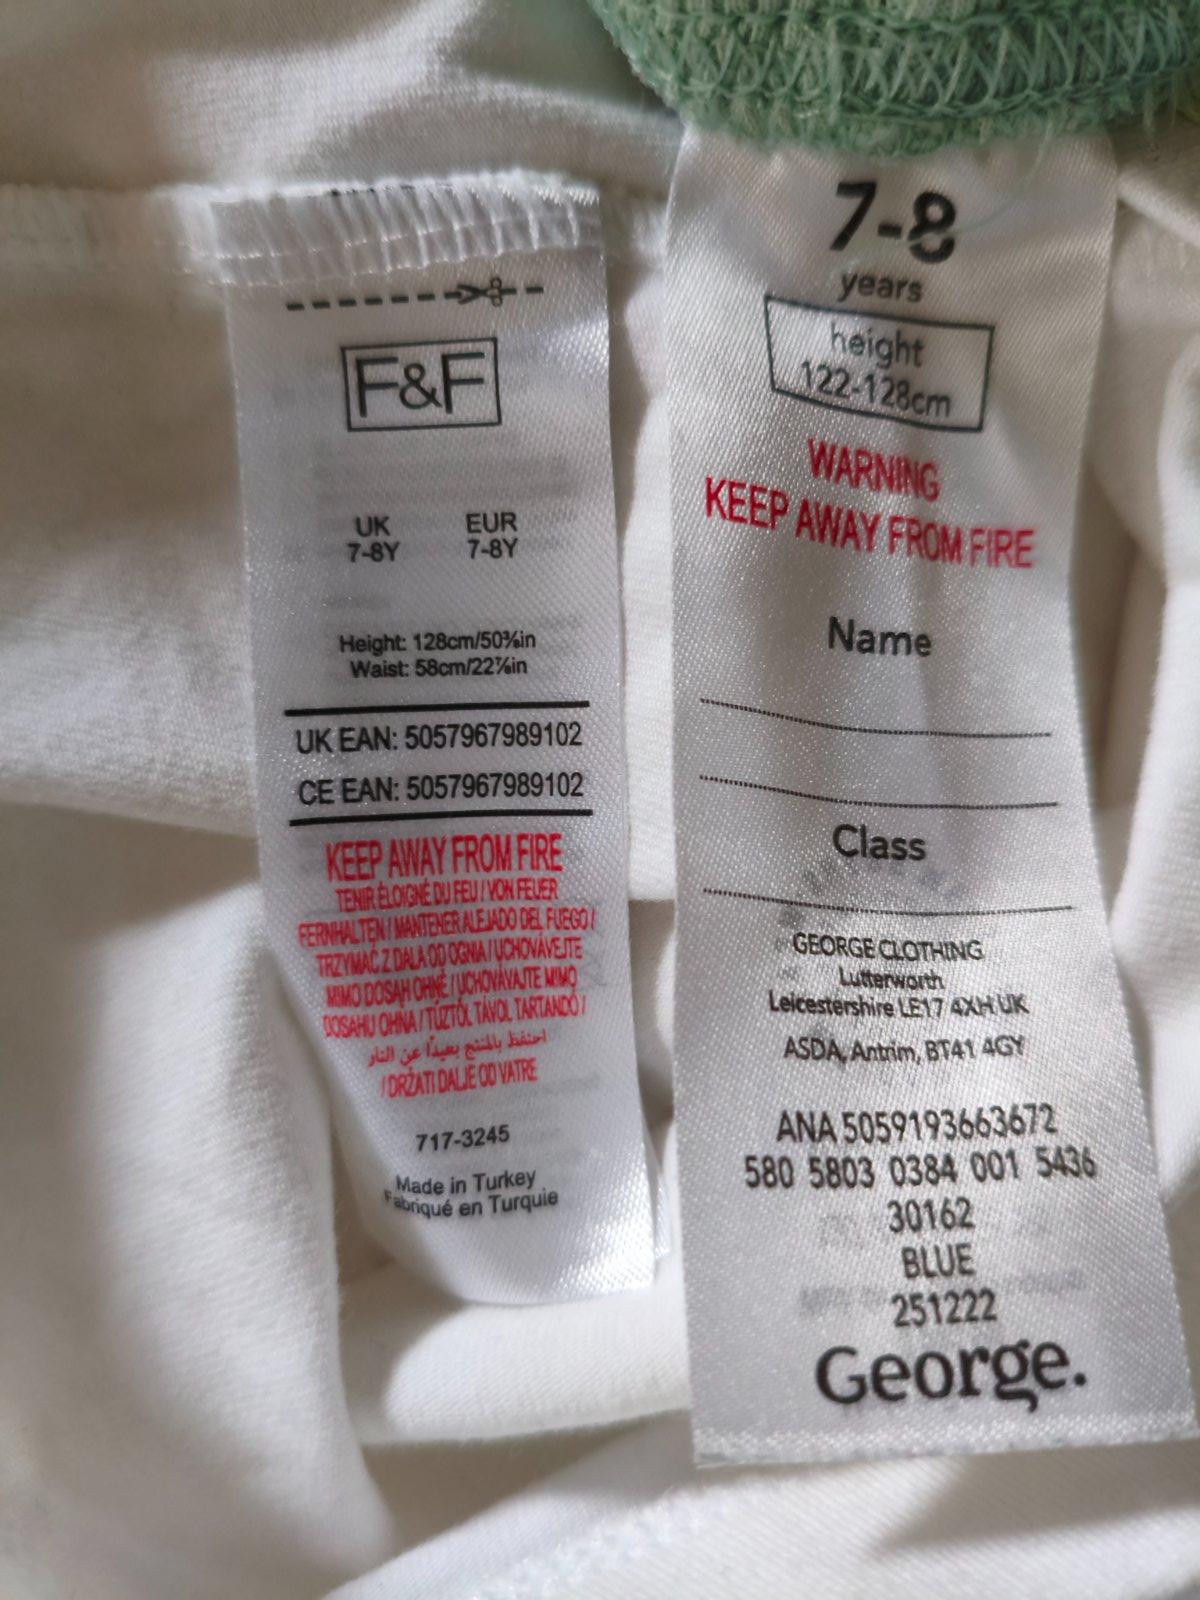 F&F
UK EUR
7-8Y 7-8Y
Height: 128cm/50⅜in
Waist: 58cm/22⅞in
UK EAN: 5057967989102
CE EAN: 5057967989102
KEEP AWAY FROM FIRE
TENIR ÉLOIGNÉ DU FEU / VON FEUER
FERNHALTEN / MANTENER ALEJADO DEL FUEGO /
TRZYMAĆ Z DALA OD OGNIA / UCHOVÁVEJTE
MIMO DOSAH OHNĚ / UCHOVÁVAJTE MIMO
DOSAHU OHŇA / TŰZTŐL TÁVOL TARTANDÓ /
احتفظ بالمنتج بعيدًا عن النار
/ DRŽATI DALJE OD VATRE
717-3245
Made in Turkey
Fabriqué en Turquie
7-8
years
height
122-128cm
WARNING
KEEP AWAY FROM FIRE
Name
Class
GEORGE CLOTHING
Lutterworth
Leicestershire LE17 4XH UK
ASDA, Antrim, BT41 4GY
ANA 5059193663672
580 5803 0384 001 5436
30162
BLUE
251222
George.